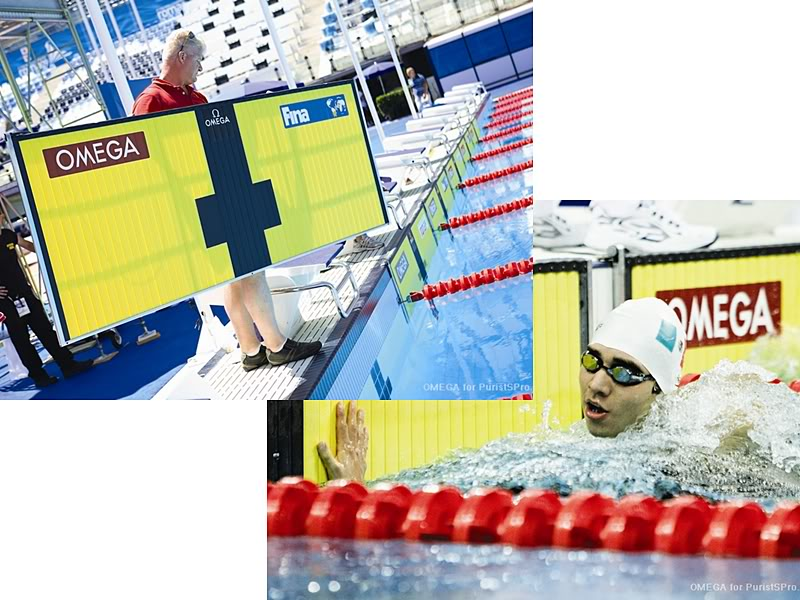 Ω
OMEGA
OMEGA
Fina
OMEGA for PuristSPro.
OMEGA
OMEGA for PuristSPro.